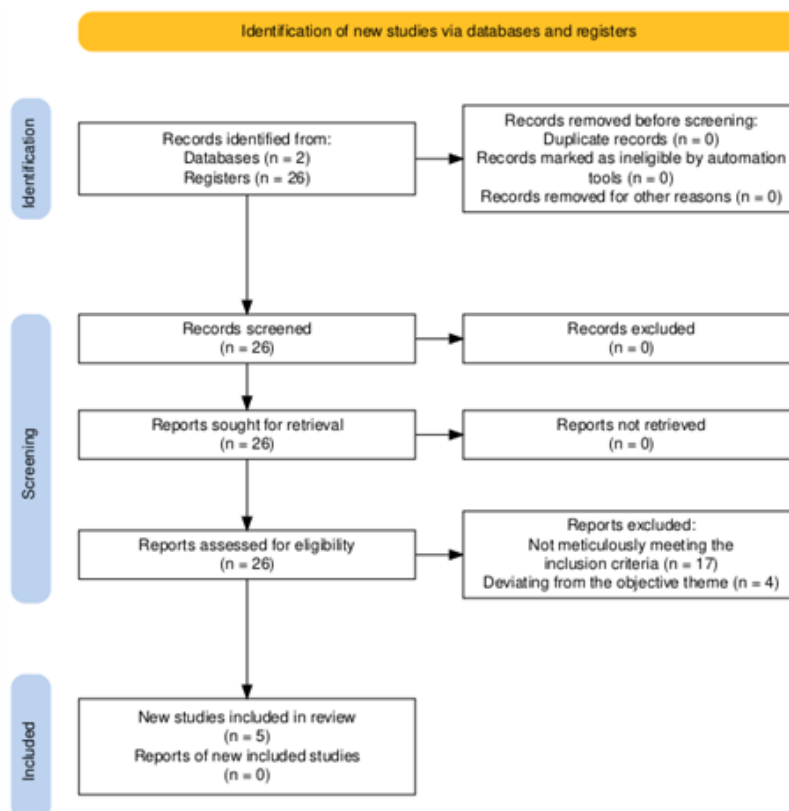 Identification of new studies via databases and registers
Identification
Records identified from:
Databases (n = 2)
Registers (n = 26)
Records removed before screening:
Duplicate records (n = 0)
Records marked as ineligible by automation
tools (n = 0)
Records removed for other reasons (n = 0)
Screening
Records screened
(n = 26)
Records excluded
(n = 0)
Reports sought for retrieval
(n = 26)
Reports not retrieved
(n = 0)
Reports assessed for eligibility
(n = 26)
Reports excluded:
Not meticulously meeting the
inclusion criteria (n = 17)
Deviating from the objective theme (n = 4)
Included
New studies included in review
(n = 5)
Reports of new included studies
(n = 0)